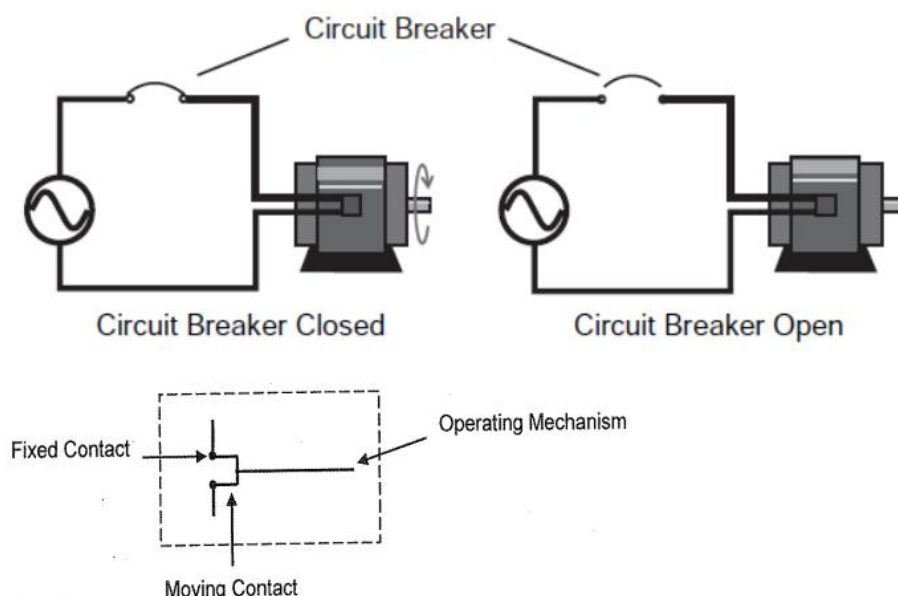 Circuit Breaker
Circuit Breaker Closed
Circuit Breaker Open
Fixed Contact
Operating Mechanism
Moving Contact